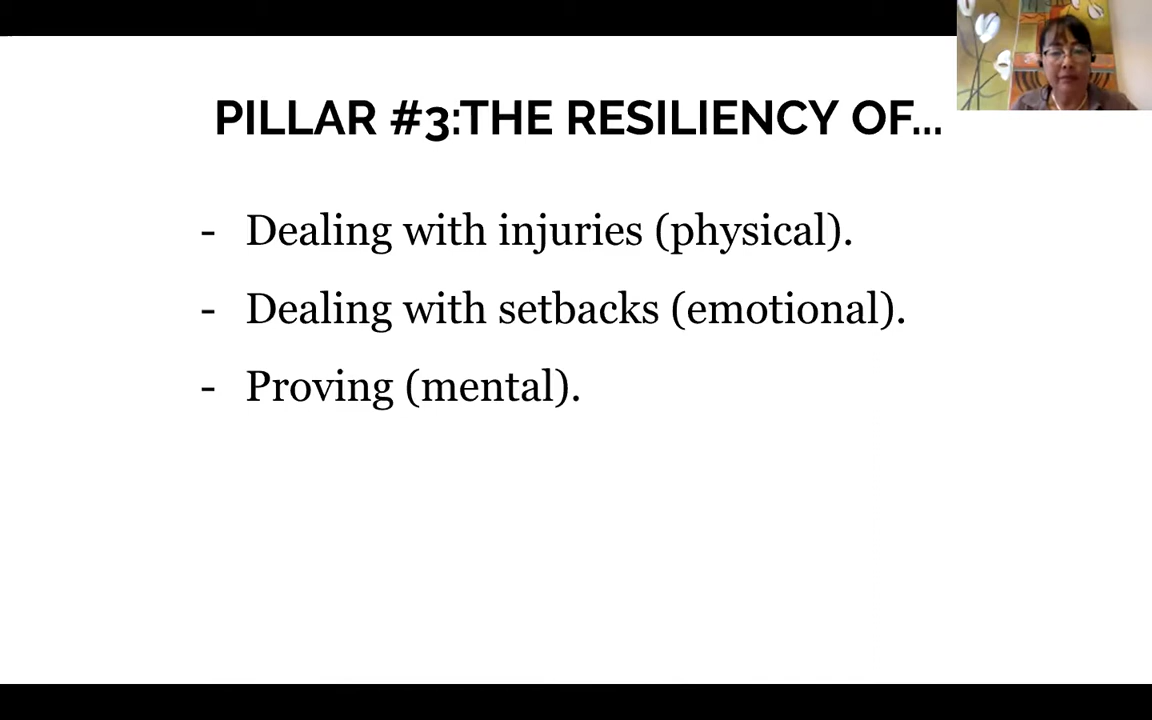 PILLAR #3:THE RESILIENCY OF...
- Dealing with injuries (physical).
- Dealing with setbacks (emotional).
- Proving (mental).